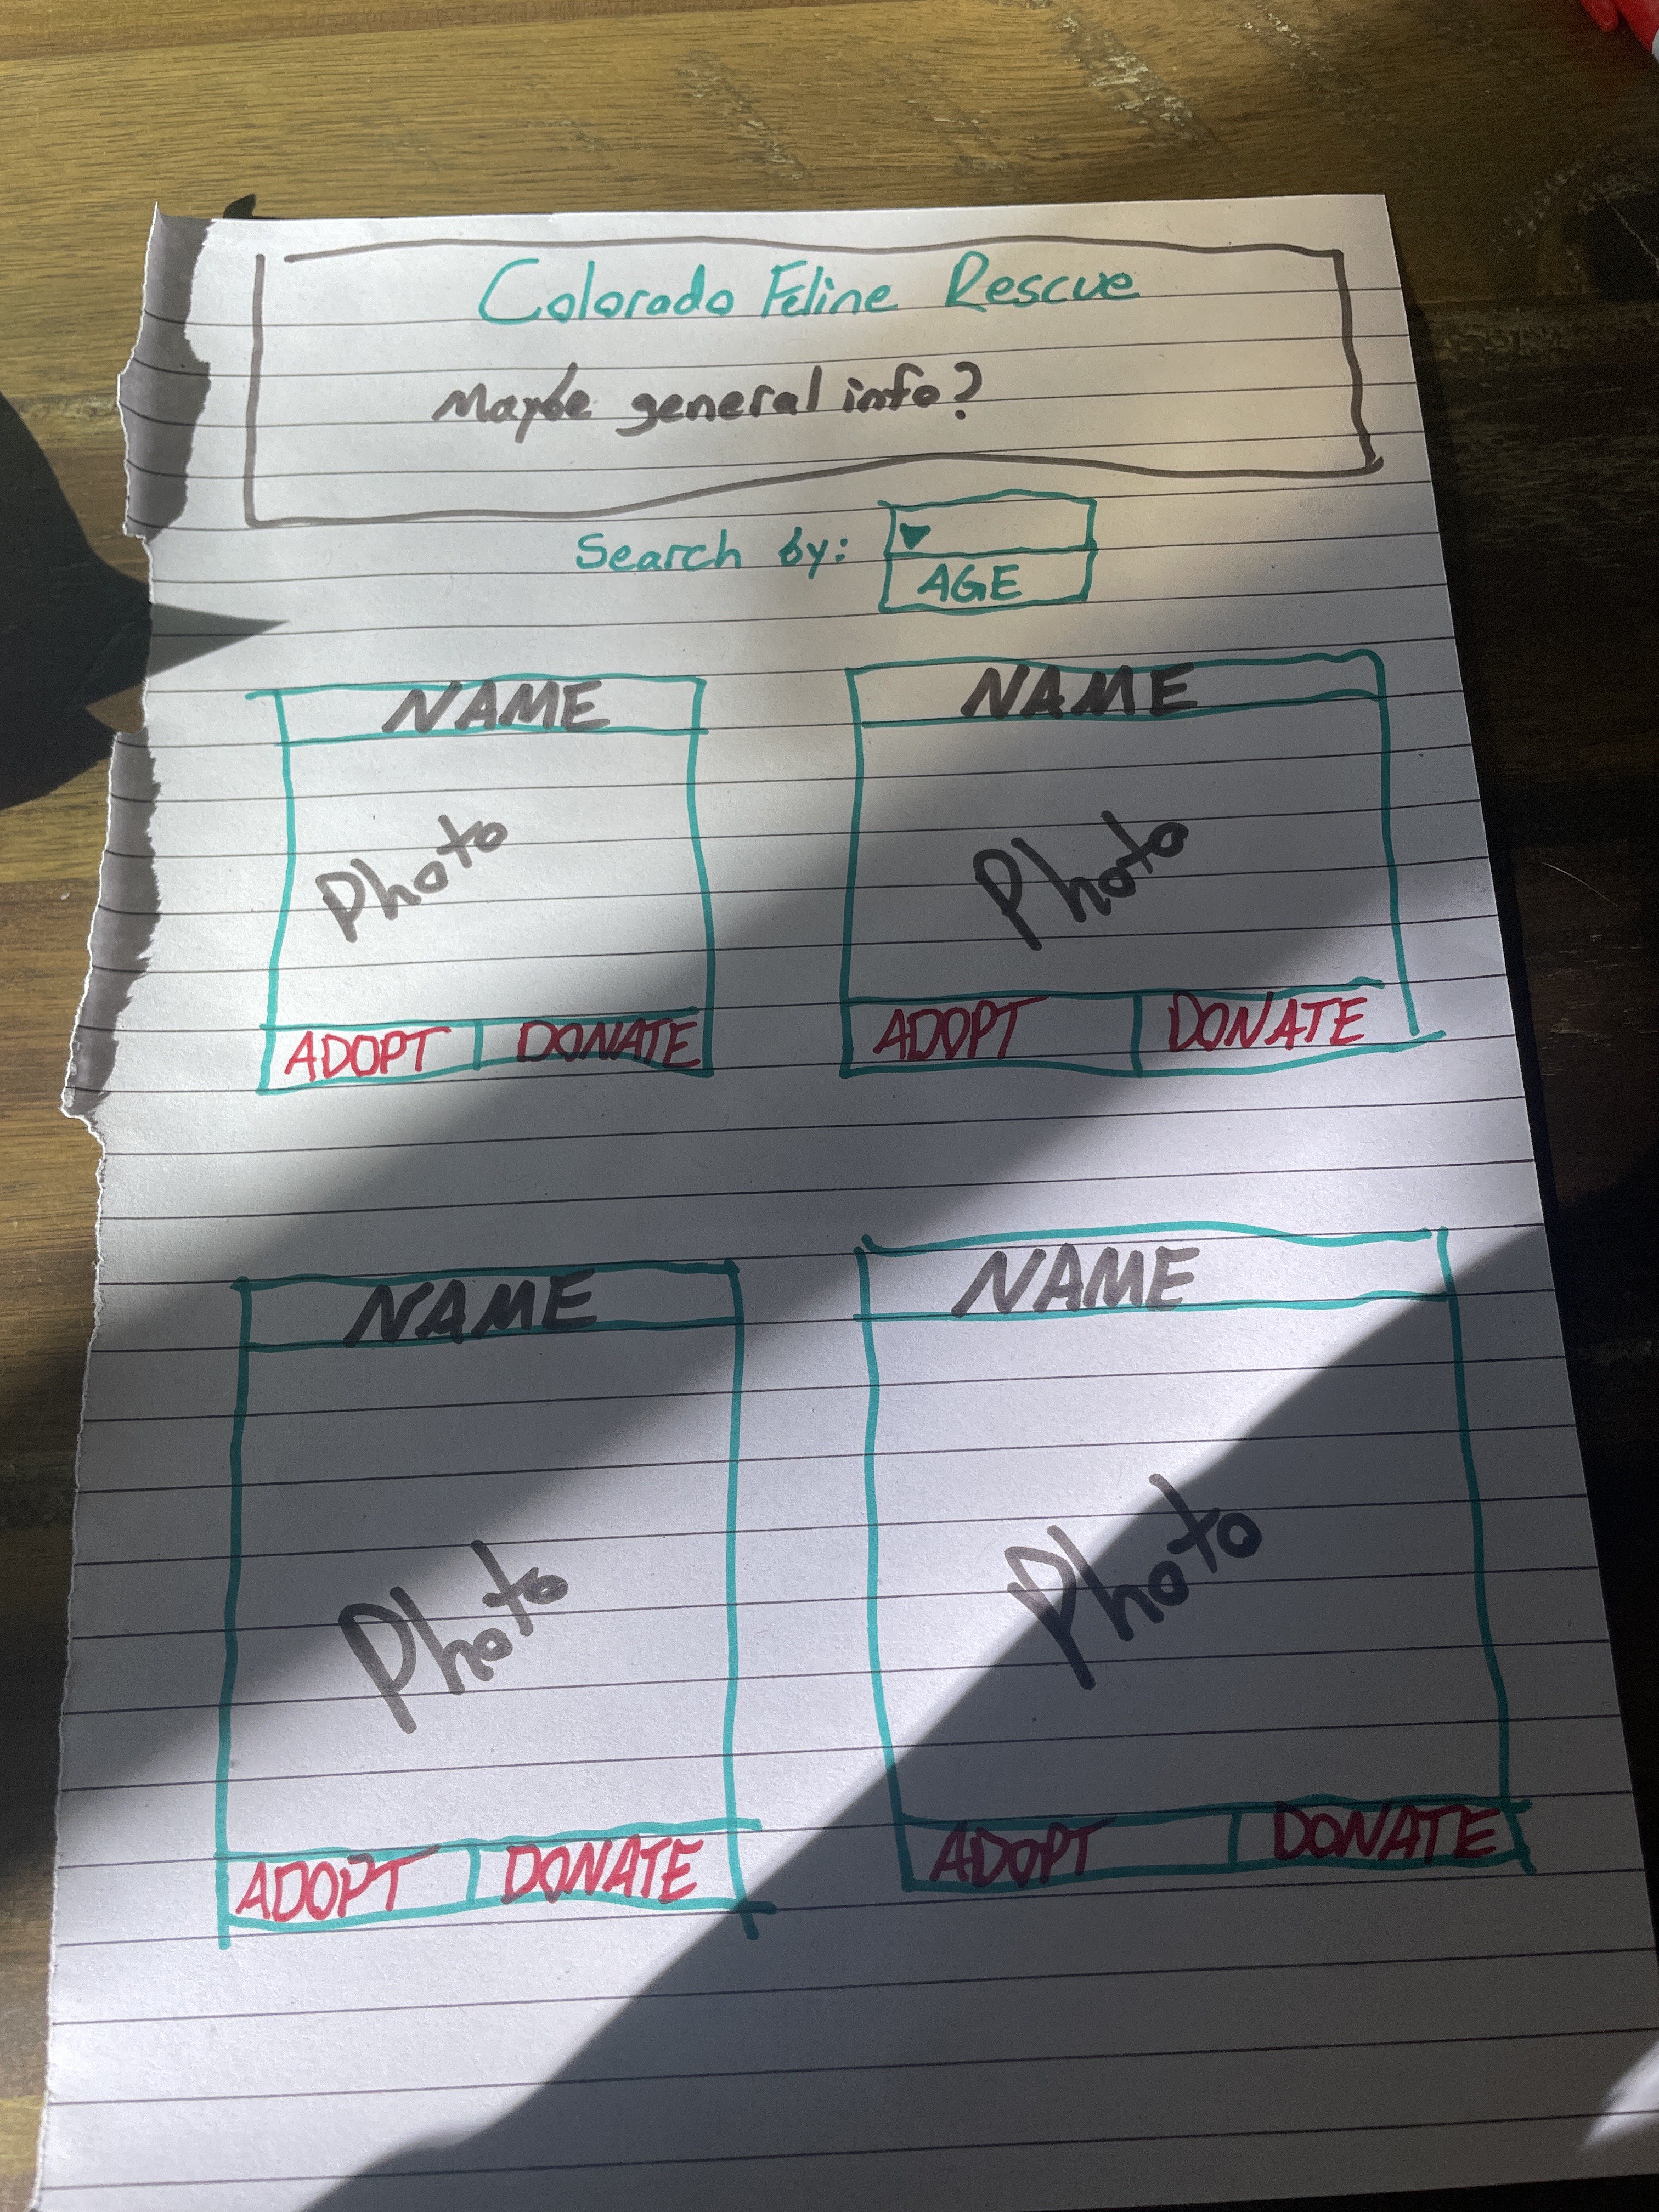 Colorado Feline Rescue
Maybe general info?
Search by:
AGE
NAME
NAME
Photo
Photo
ADOPT DONATE
ADOPT DONATE
NAME
NAME
Photo
Photo
ADOPT DONATE
ADOPT DONATE